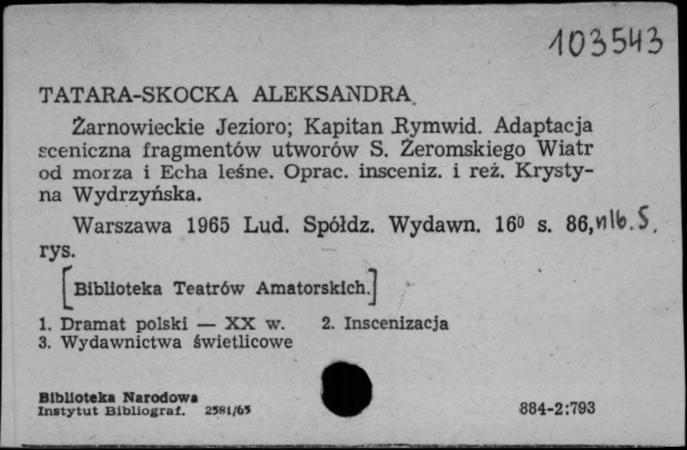 103543
TATARA-SKOCKA ALEKSANDRA
Żarnowieckie Jezioro; Kapitan Rymwid. Adaptacja
sceniczna fragmentów utworów S. Żeromskiego Wiatr
od morza i Echa leśne. Oprac. insceniz. i reż. Krysty-
na Wydrzyńska.
Warszawa 1965 Lud. Spółdz. Wydawn. 16⁰ s. 86, nlb. 5.
rys.
[Biblioteka Teatrów Amatorskich.]
1. Dramat polski — XX w. 2. Inscenizacja
3. Wydawnictwa świetlicowe
Biblioteka Narodowa
Instytut Bibliograf. 2581/65
884-2:793